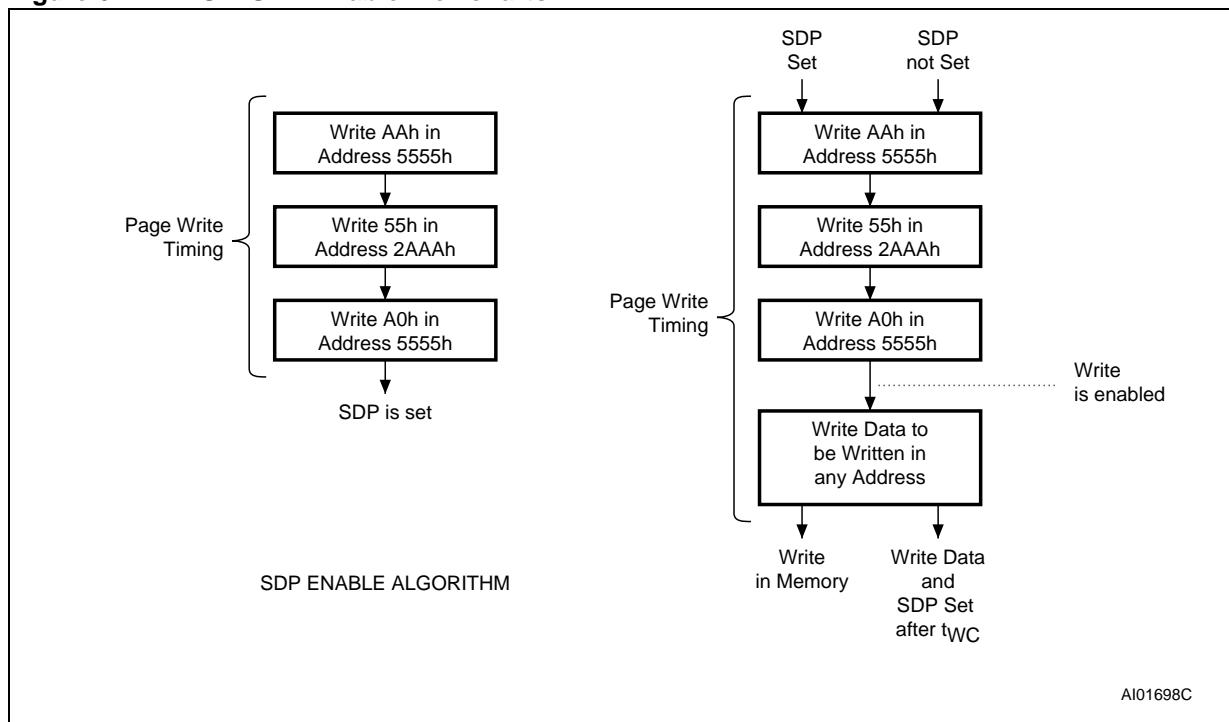 Page Write
Timing
Write AAh in
Address 5555h
Write 55h in
Address 2AAAh
Write A0h in
Address 5555h
SDP is set
SDP ENABLE ALGORITHM
SDP
Set
SDP
not Set
Page Write
Timing
Write AAh in
Address 5555h
Write 55h in
Address 2AAAh
Write A0h in
Address 5555h
Write
is enabled
Write Data to
be Written in
any Address
Write
in Memory
Write Data
and
SDP Set
after tWC
AI01698C